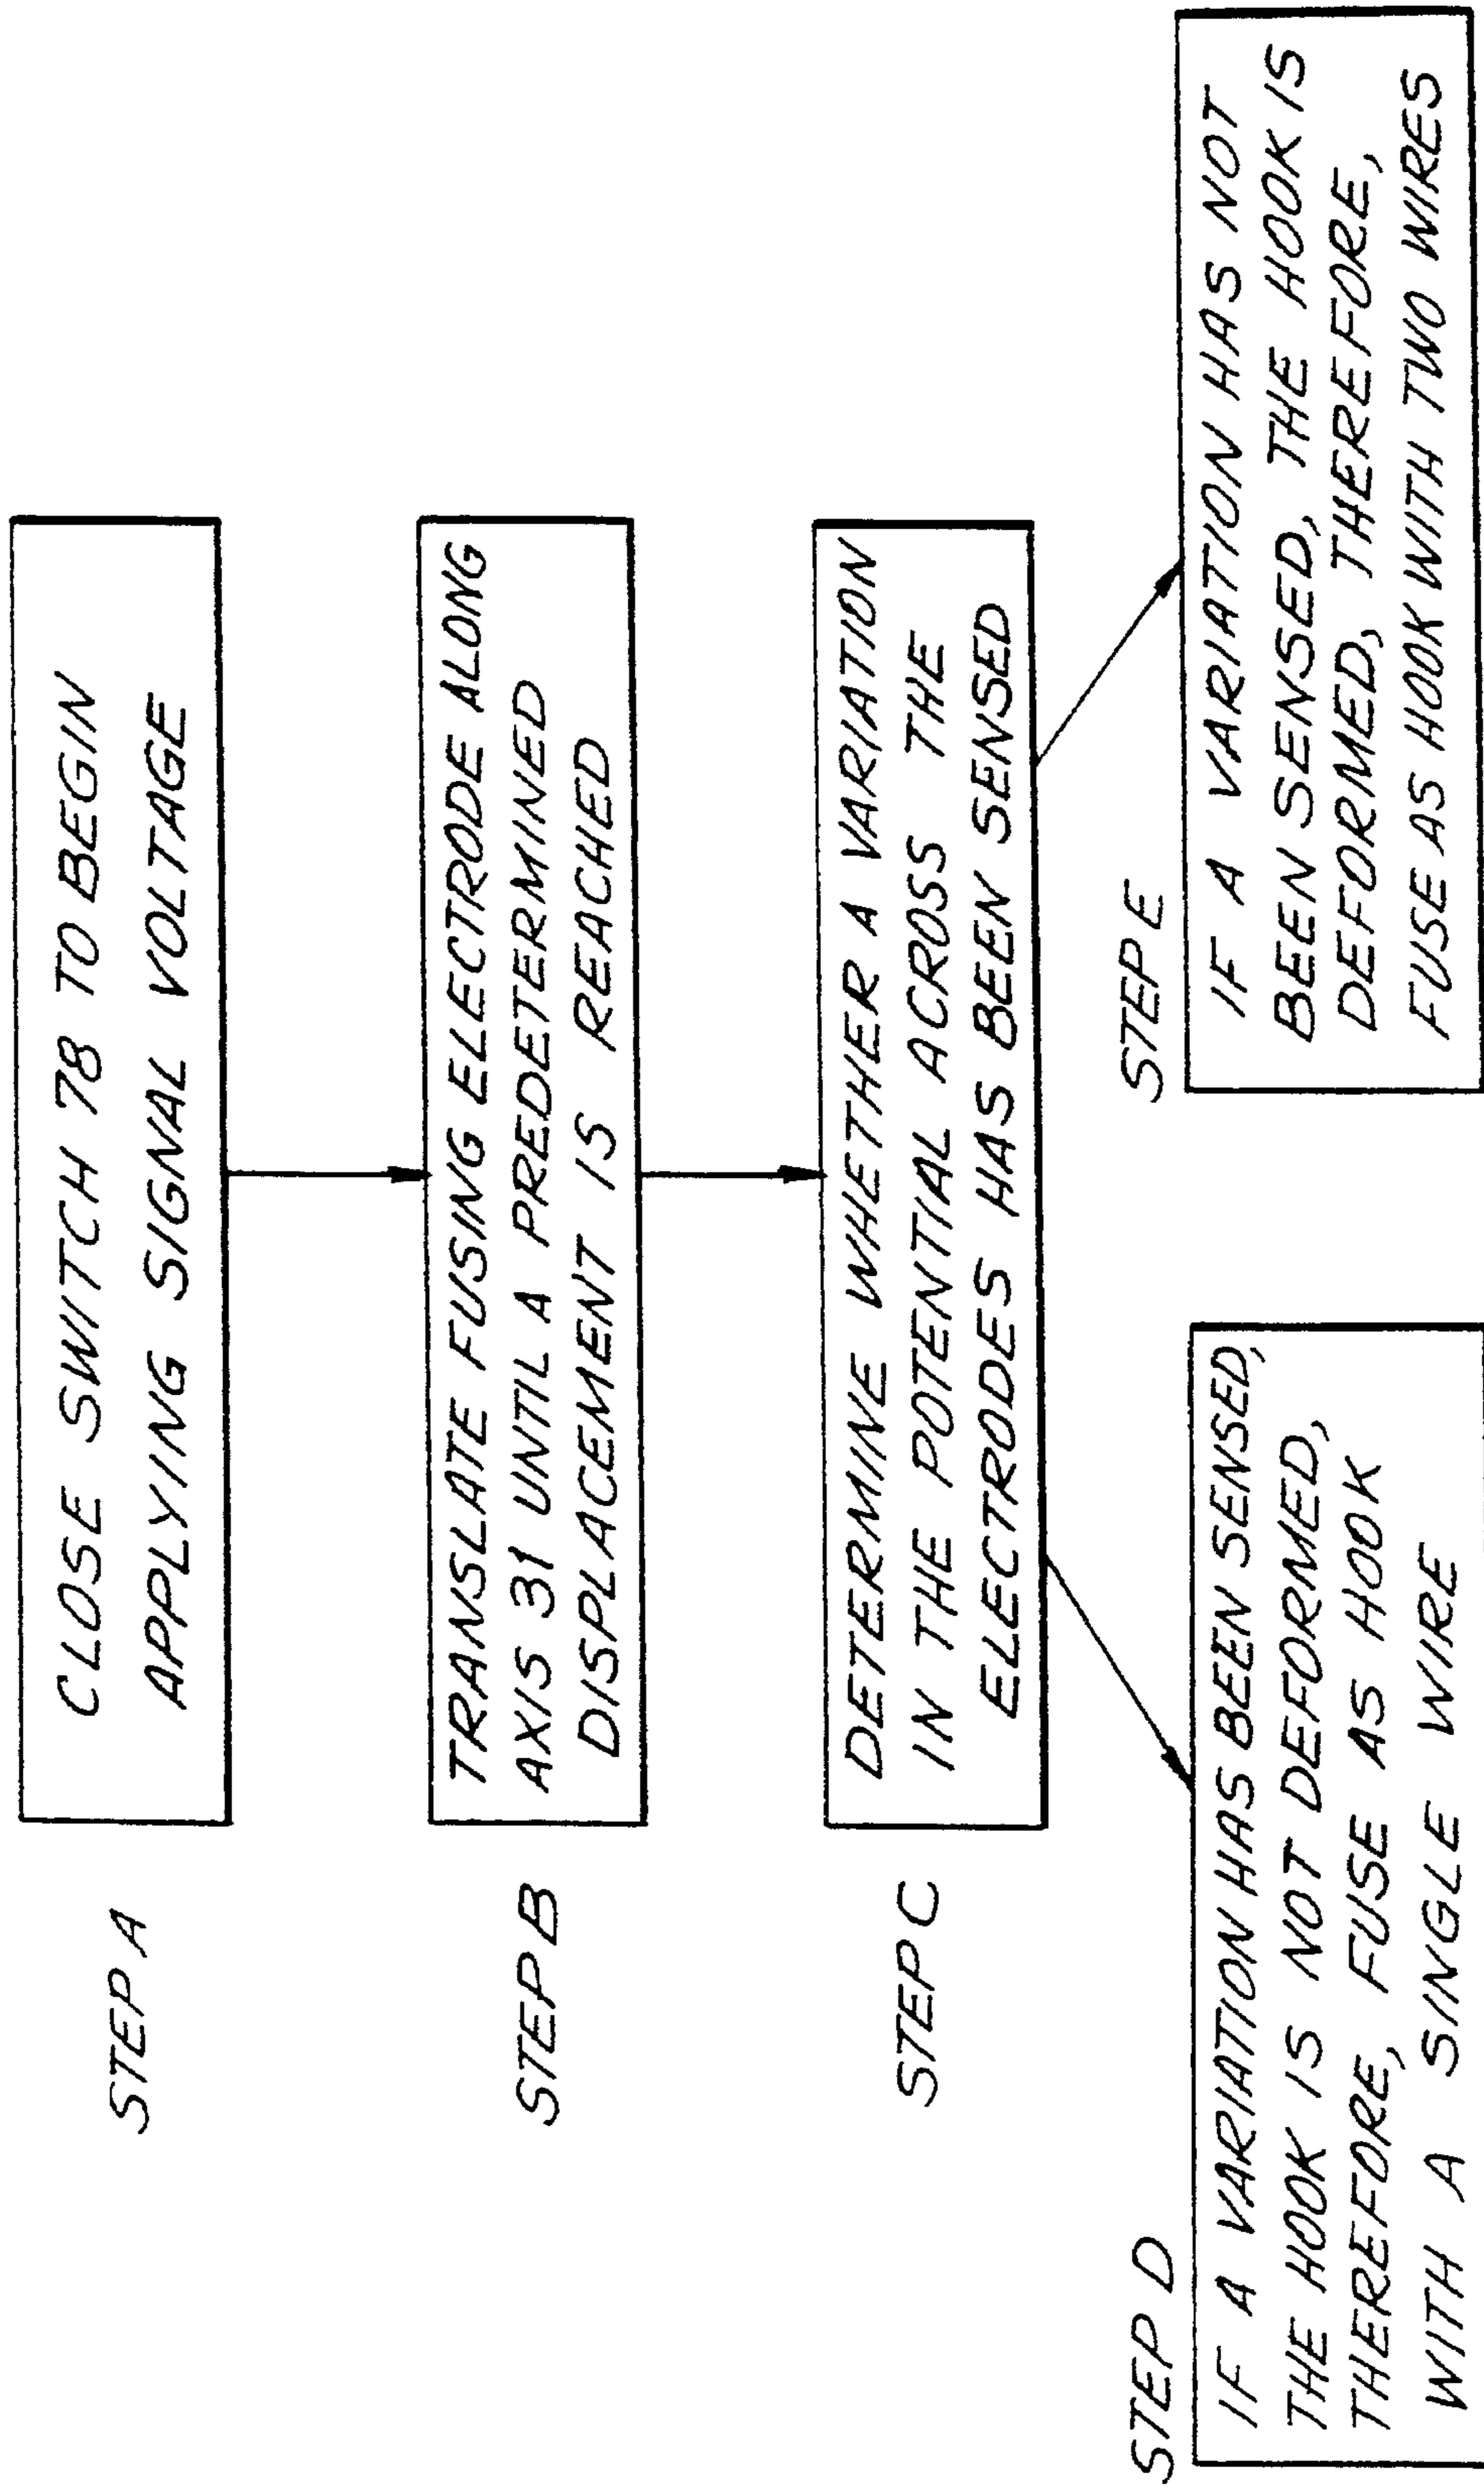 STEP A
CLOSE SWITCH 78 TO BEGIN
APPLYING SIGNAL VOLTAGE
STEP B
TRANSLATE FUSING ELECTRODE ALONG
AXIS 31 UNTIL A PREDETERMINED
DISPLACEMENT IS REACHED
STEP C
DETERMINE WHETHER A VARIATION
IN THE POTENTIAL ACROSS THE
ELECTRODES HAS BEEN SENSED
STEP D
IF A VARIATION HAS BEEN SENSED,
THE HOOK IS NOT DEFORMED,
THEREFORE, FUSE AS HOOK
WITH A SINGLE WIRE
STEP E
IF A VARIATION HAS NOT
BEEN SENSED, THE HOOK IS
DEFORMED, THEREFORE,
FUSE AS HOOK WITH TWO WIRES